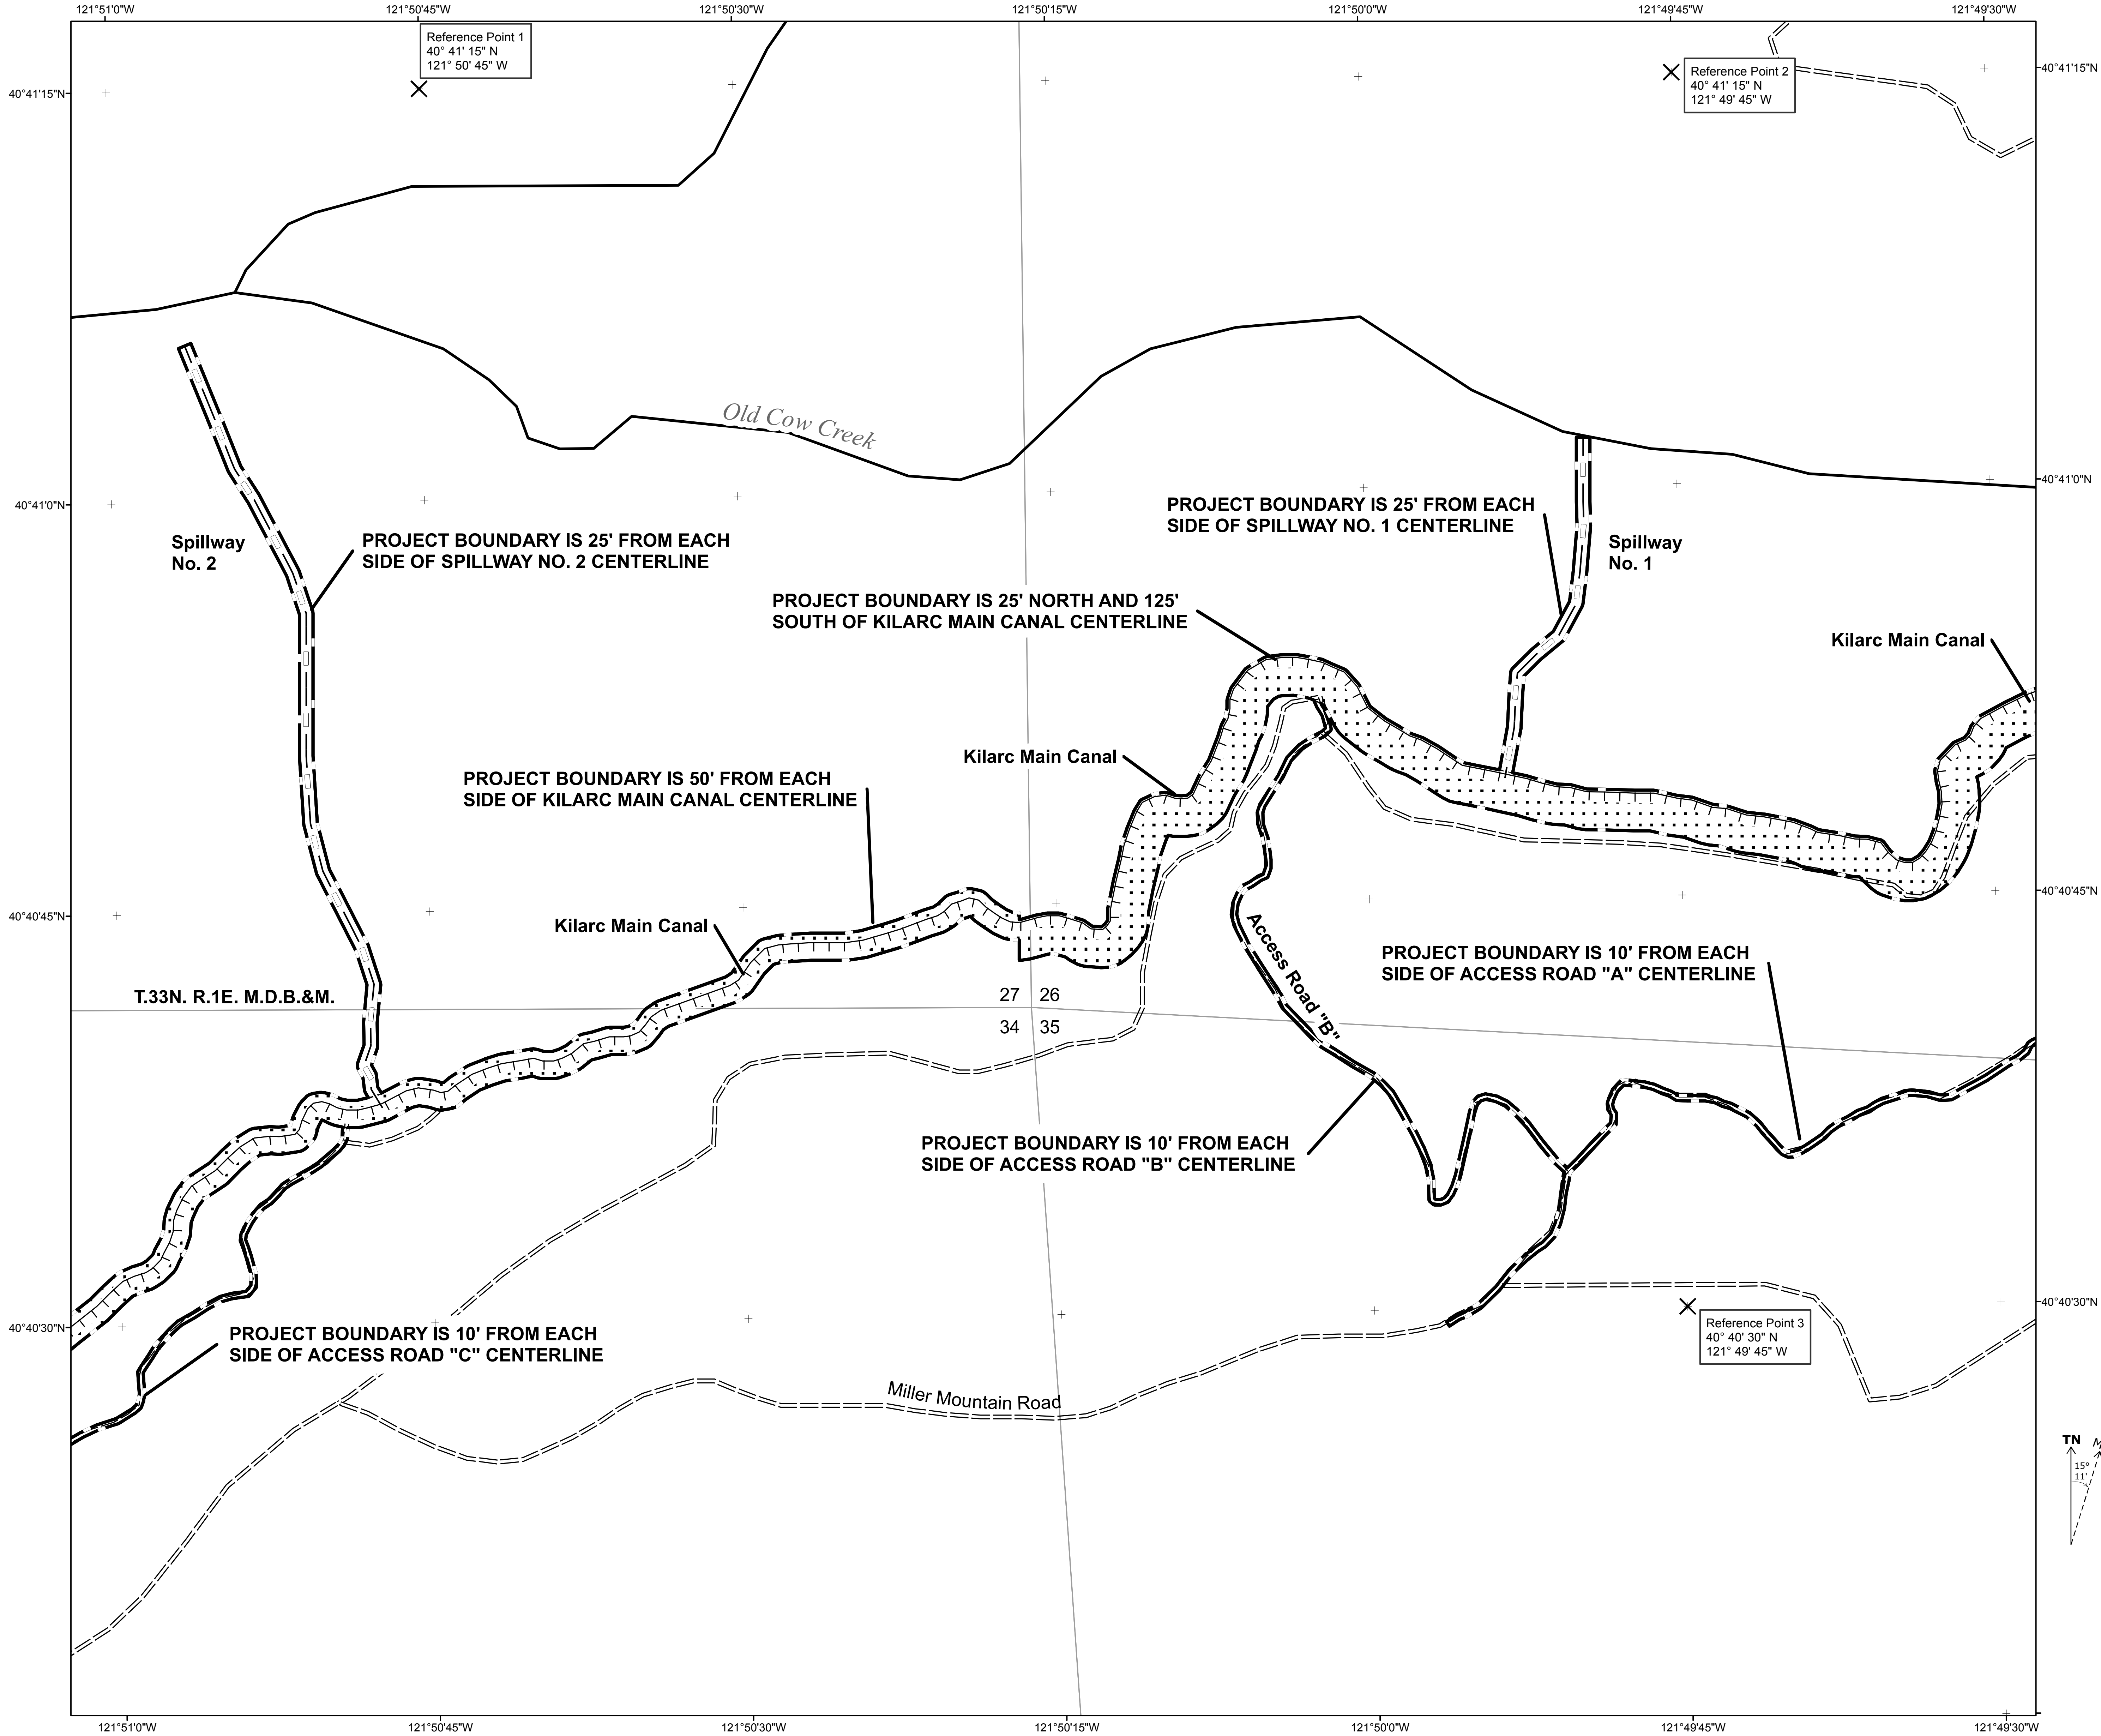 121°51'0"W
121°50'45"W
121°50'30"W
121°50'15"W
121°50'0"W
121°49'45"W
121°49'30"W
Reference Point 1
40° 41' 15" N
121° 50' 45" W
Reference Point 2
40° 41' 15" N
121° 49' 45" W
40°41'15"N
40°41'15"N
Old Cow Creek
40°41'0"N
40°41'0"N
PROJECT BOUNDARY IS 25' FROM EACH
SIDE OF SPILLWAY NO. 1 CENTERLINE
Spillway
No. 2
PROJECT BOUNDARY IS 25' FROM EACH
SIDE OF SPILLWAY NO. 2 CENTERLINE
Spillway
No. 1
PROJECT BOUNDARY IS 25' NORTH AND 125'
SOUTH OF KILARC MAIN CANAL CENTERLINE
Kilarc Main Canal
Kilarc Main Canal
PROJECT BOUNDARY IS 50' FROM EACH
SIDE OF KILARC MAIN CANAL CENTERLINE
40°40'45"N
40°40'45"N
Kilarc Main Canal
Access Road "B"
PROJECT BOUNDARY IS 10' FROM EACH
SIDE OF ACCESS ROAD "A" CENTERLINE
T.33N. R.1E. M.D.B.&M.
27 26
34 35
PROJECT BOUNDARY IS 10' FROM EACH
SIDE OF ACCESS ROAD "B" CENTERLINE
40°40'30"N
40°40'30"N
Reference Point 3
40° 40' 30" N
121° 49' 45" W
PROJECT BOUNDARY IS 10' FROM EACH
SIDE OF ACCESS ROAD "C" CENTERLINE
Miller Mountain Road
TN
15°
11'
121°51'0"W
121°50'45"W
121°50'30"W
121°50'15"W
121°50'0"W
121°49'45"W
121°49'30"W